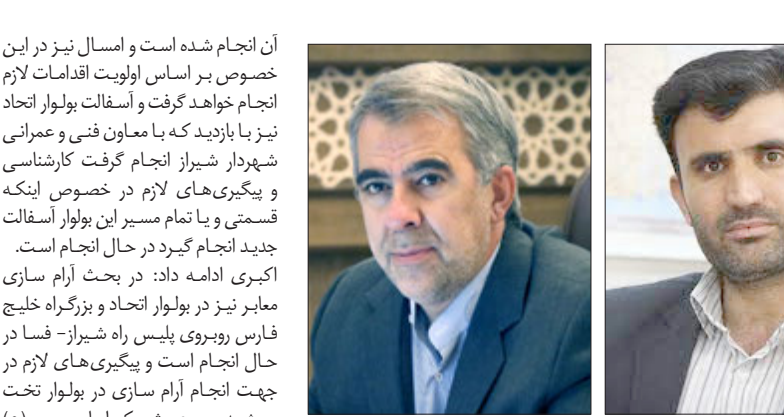 آن انجام شده است و امسال نیز در این
خصوص بر اساس اولویت اقدامات لازم
انجام خواهد گرفت و آسفالت بولوار اتحاد
نیز با بازدید که با معاون فنی و عمرانی
شهردار شیراز انجام گرفت کارشناسی
و پیگیری‌های لازم در خصوص اینکه
قسمتی و یا تمام مسیر این بولوار آسفالت
جدید انجام گیرد در حال انجام است.
اکبری ادامه داد: در بحث آرام سازی
معابر نیز در بولوار اتحاد و بزرگراه خلیج
فارس روبروی پلیس راه شیراز- فسا در
حال انجام است و پیگیری‌های لازم در
جهت انجام آرام سازی در بولوار تخت